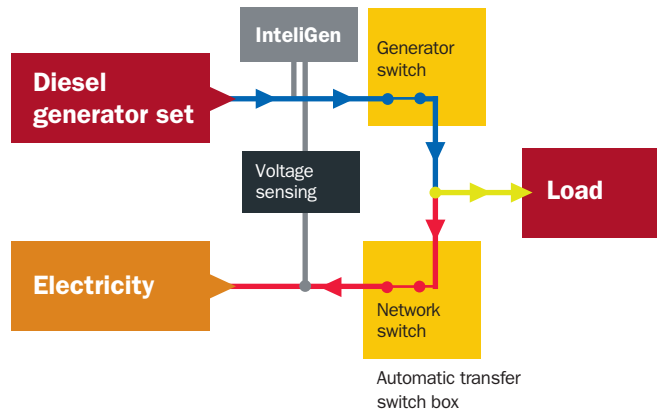 InteliGen
Generator
switch
Diesel
generator set
Voltage
sensing
Load
Electricity
Network
switch
Automatic transfer
switch box